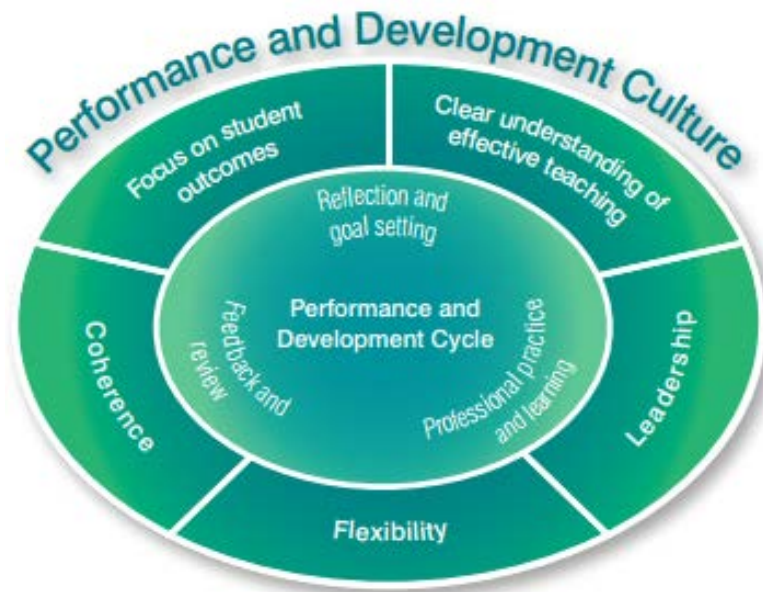 Performance and Development Culture
Focus on student
outcomes
Clear understanding of
effective teaching
Reflection and
goal setting
Performance and
Development Cycle
Feedback and
review
Professional practice
and learning
Coherence
Leadership
Flexibility